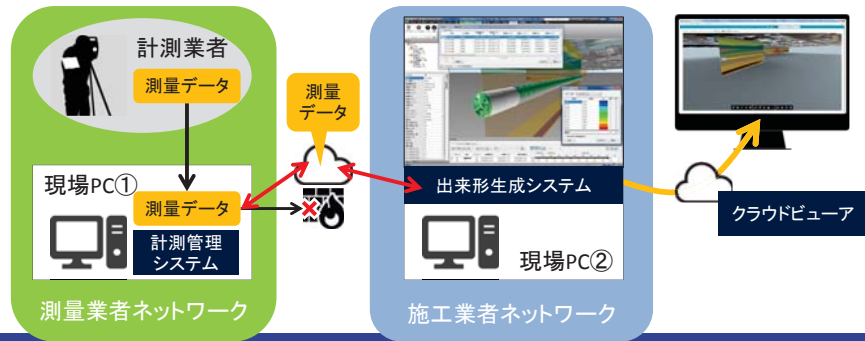 計測業者
測量データ
測量
データ
現場PC①
測量データ
計測管理
システム
測量業者ネットワーク
出来形生成システム
現場PC②
施工業者ネットワーク
クラウドビューア